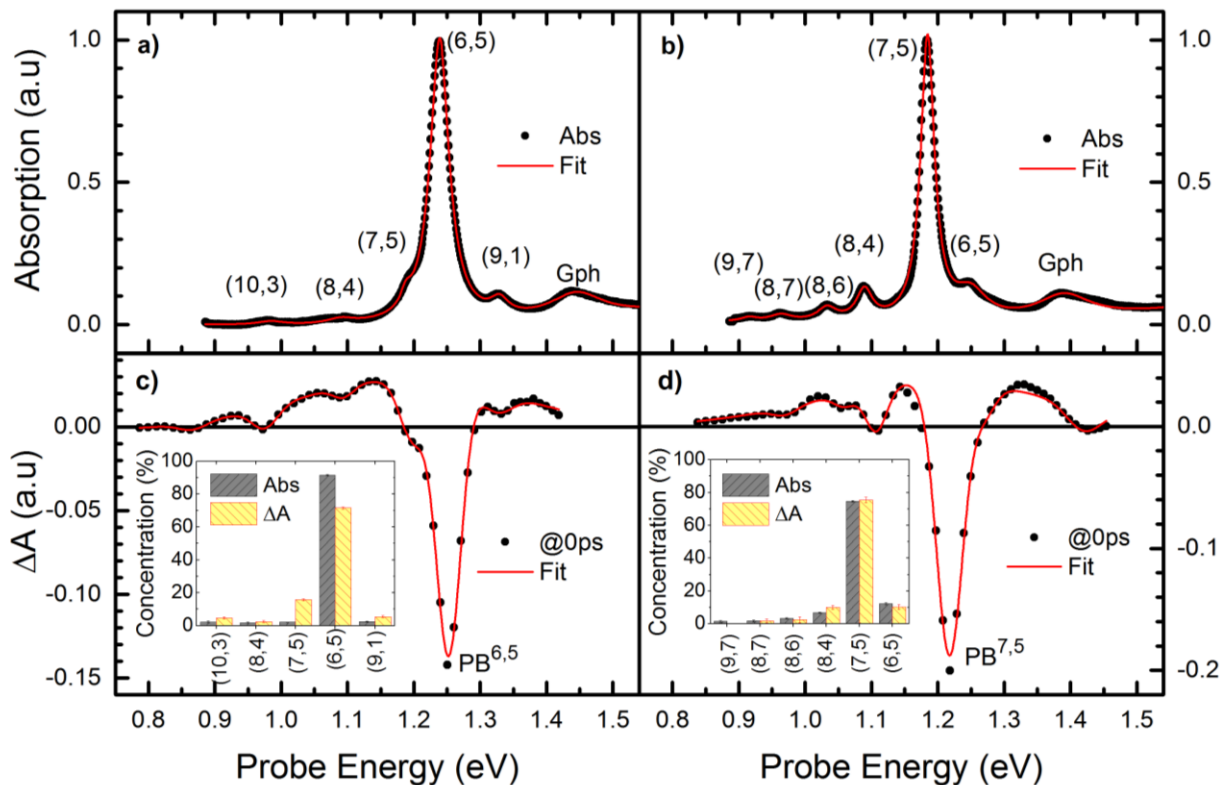 a)
(6,5)
Abs
Fit
(7,5)
(9,1)
(10,3)
(8,4)
Gph
1.0
0.5
0.0
Absorption (a.u)
b)
(7,5)
Abs
Fit
(8,4)
(6,5)
(9,7)
(8,7)
(8,6)
Gph
1.0
0.5
0.0
c)
0.00
-0.05
-0.10
-0.15
ΔA (a.u)
100
80
60
40
20
0
Concentration (%)
Abs
ΔA
(10,3)
(8,4)
(7,5)
(6,5)
(9,1)
@0ps
Fit
PB6,5
0.8 0.9 1.0 1.1 1.2 1.3 1.4 1.5
Probe Energy (eV)
d)
0.0
-0.1
-0.2
100
80
60
40
20
0
Concentration (%)
Abs
ΔA
(9,7)
(8,7)
(8,6)
(8,4)
(7,5)
(6,5)
@0ps
Fit
PB7,5
0.8 0.9 1.0 1.1 1.2 1.3 1.4 1.5
Probe Energy (eV)